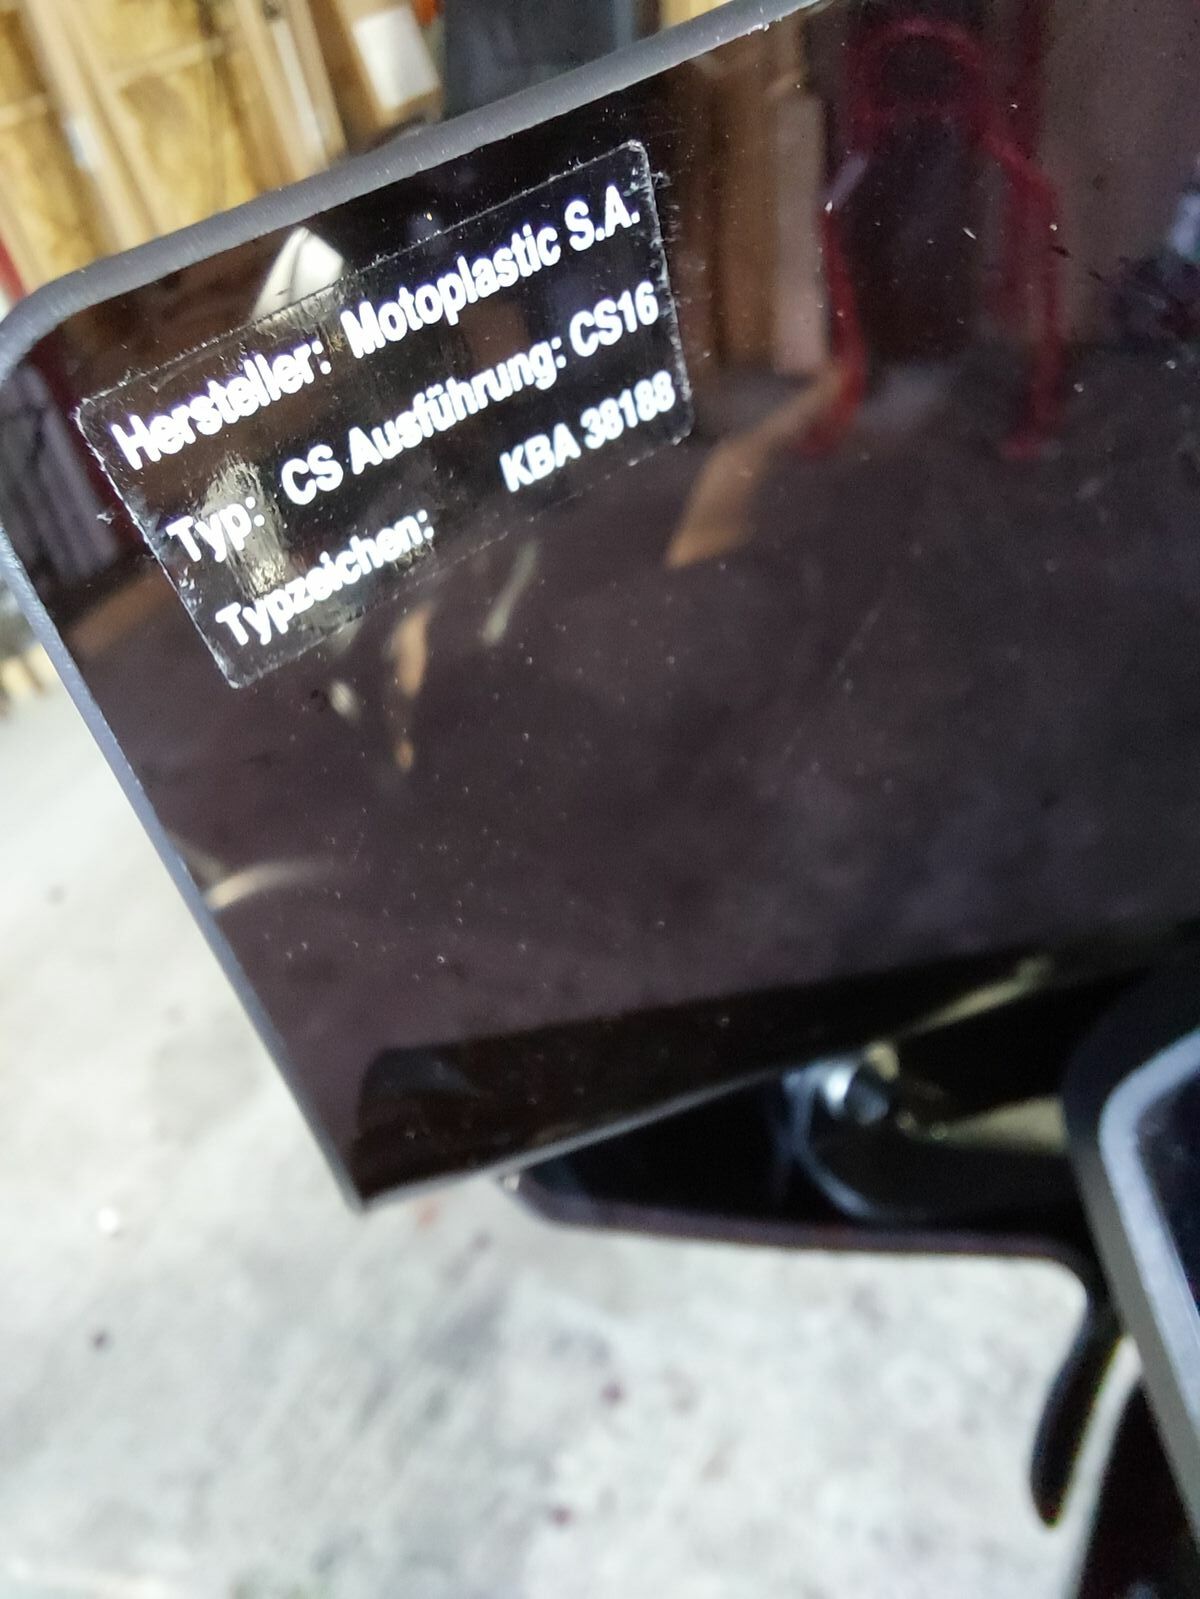 Hersteller: Motoplastic S.A.
Typ: CS Ausführung: CS16
Typzeichen: KBA 38188